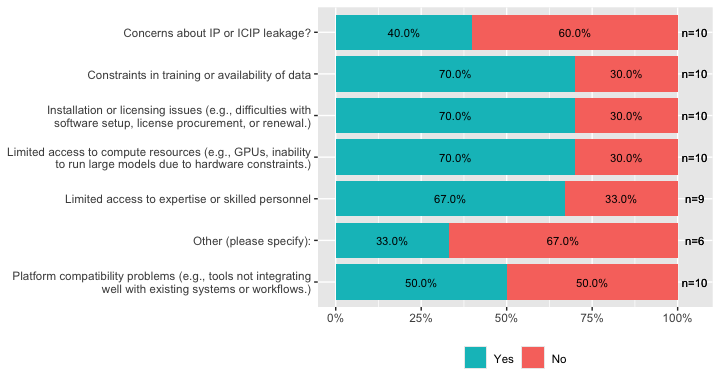 Concerns about IP or ICIP leakage?
40.0%
60.0%
n=10
Constraints in training or availability of data
70.0%
30.0%
n=10
Installation or licensing issues (e.g., difficulties with
software setup, license procurement, or renewal.)
70.0%
30.0%
n=10
Limited access to compute resources (e.g., GPUs, inability
to run large models due to hardware constraints.)
70.0%
30.0%
n=10
Limited access to expertise or skilled personnel
67.0%
33.0%
n=9
Other (please specify):
33.0%
67.0%
n=6
Platform compatibility problems (e.g., tools not integrating
well with existing systems or workflows.)
50.0%
50.0%
n=10
0%
25%
50%
75%
100%
Yes
No